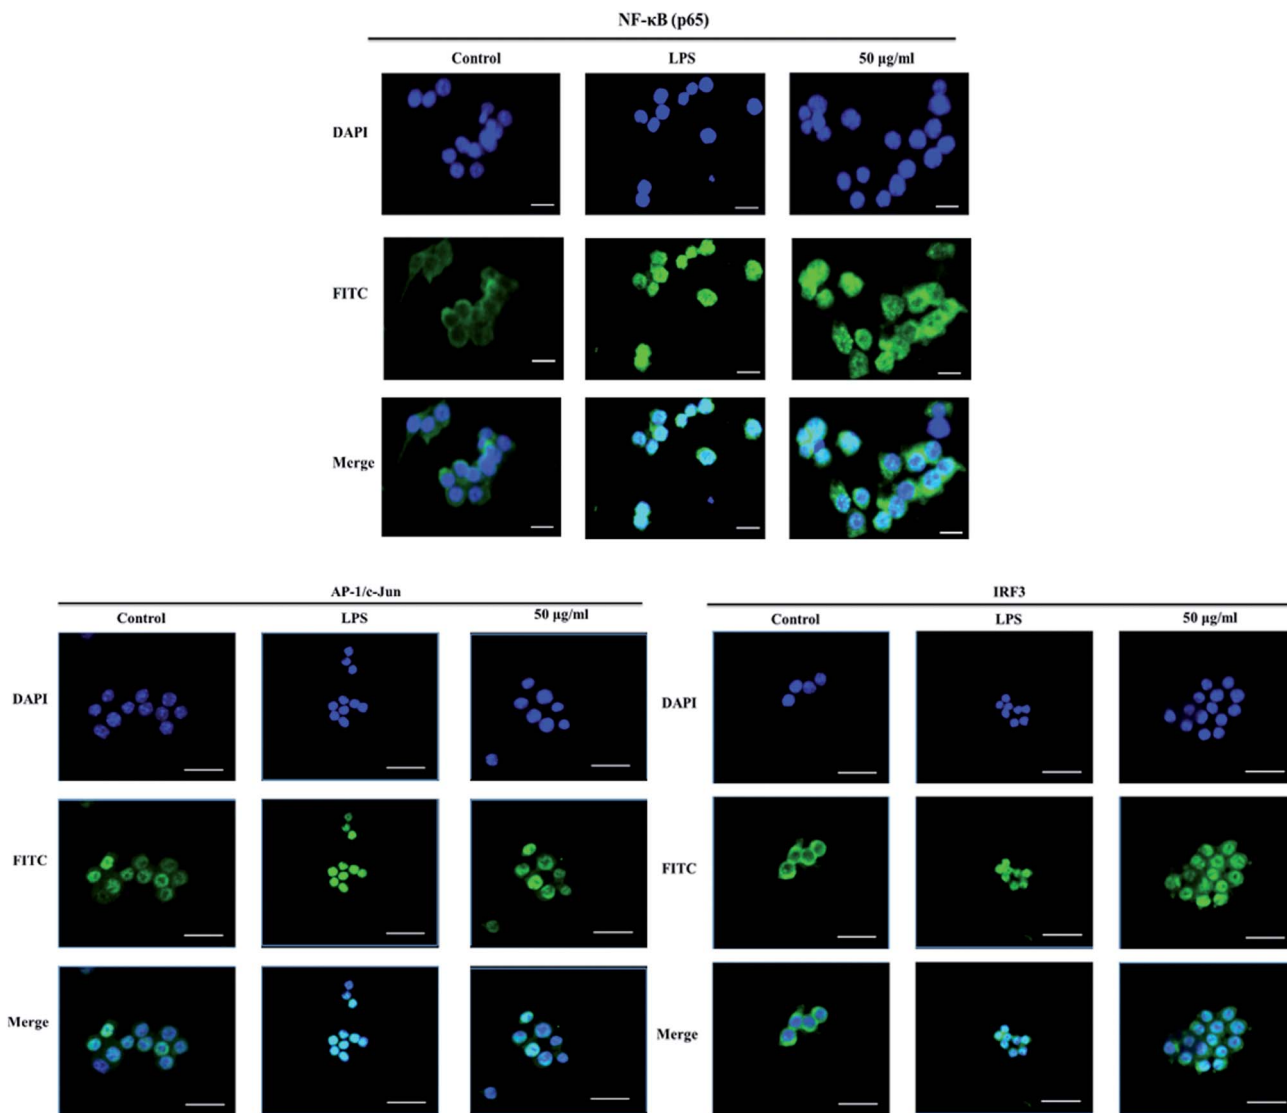 NF-κB (p65)
Control LPS 50 μg/ml
DAPI
FITC
Merge
AP-1/c-Jun
Control LPS 50 μg/ml
DAPI
FITC
Merge
IRF3
Control LPS 50 μg/ml
DAPI
FITC
Merge